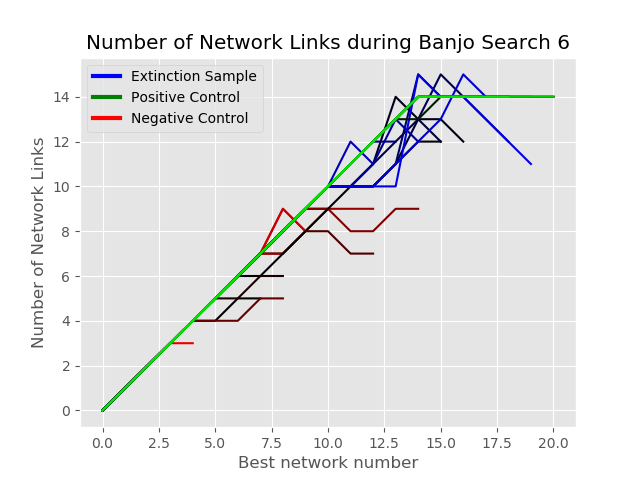 Number of Network Links during Banjo Search 6
Extinction Sample
Positive Control
Negative Control
14
12
10
8
6
4
2
0
Number of Network Links
0.0 2.5 5.0 7.5 10.0 12.5 15.0 17.5 20.0
Best network number